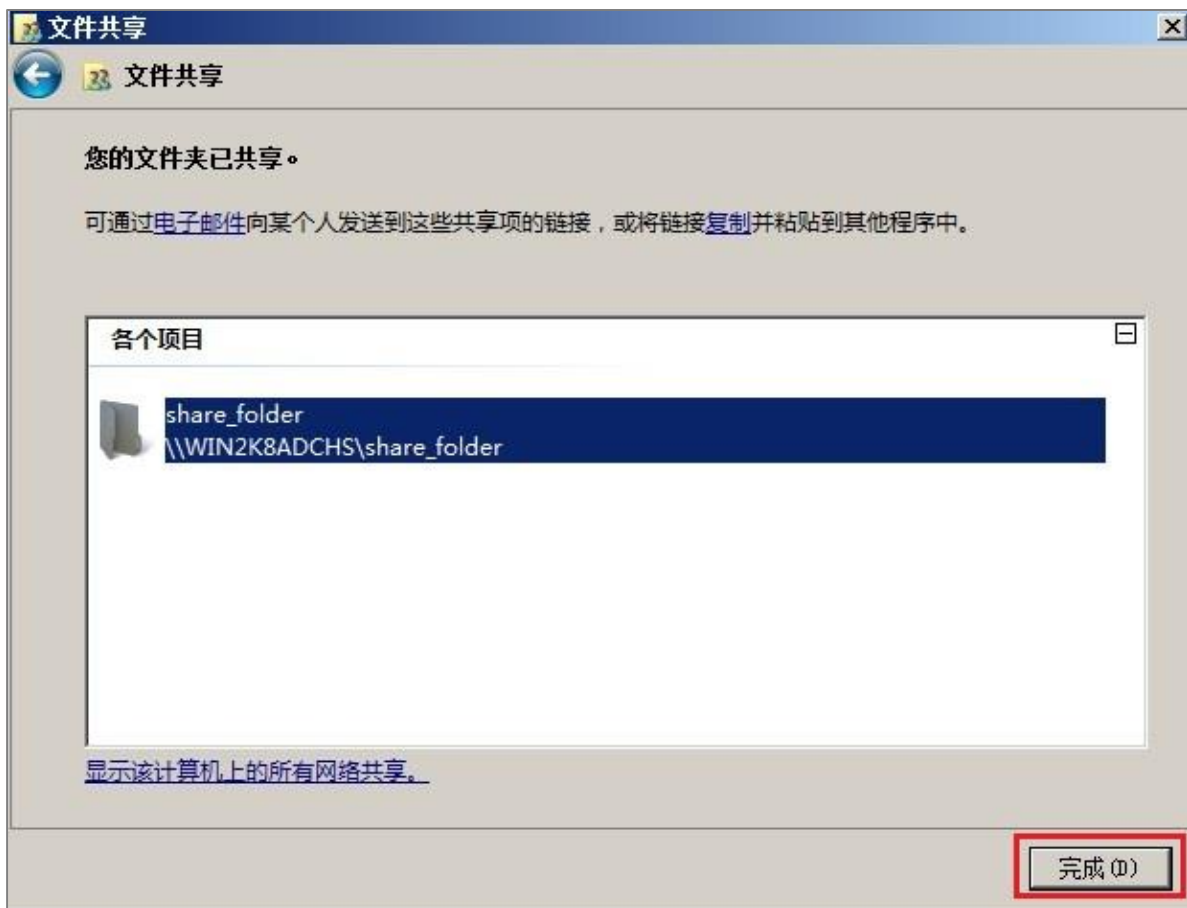 文件共享
文件共享
您的文件夹已共享。
可通过电子邮件向某个人发送到这些共享项的链接，或将链接复制并粘贴到其他程序中。
各个项目
share_folder
\\WIN2K8ADCHS\share_folder
显示该计算机上的所有网络共享。
完成(D)